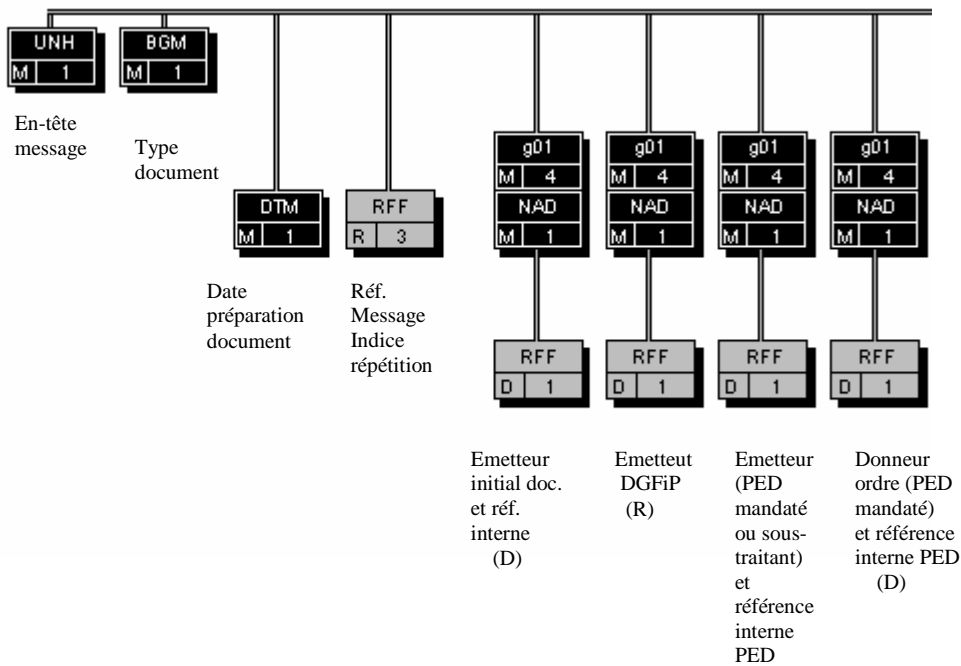 UNH
M 1
BGM
M 1
En-tête
message
Type
document
DTM
M 1
RFF
R 3
Date
préparation
document
Réf.
Message
Indice
répétition
g01
M 4
NAD
M 1
g01
M 4
NAD
M 1
g01
M 4
NAD
M 1
g01
M 4
NAD
M 1
RFF
D 1
RFF
D 1
RFF
D 1
RFF
D 1
Emetteur
initial doc.
et réf.
interne
(D)
Emetteut
DGFiP
(R)
Emetteur
(PED
mandaté
ou sous-
traitant)
et
référence
interne
PED
Donneur
ordre (PED
mandaté)
et référence
interne PED
(D)